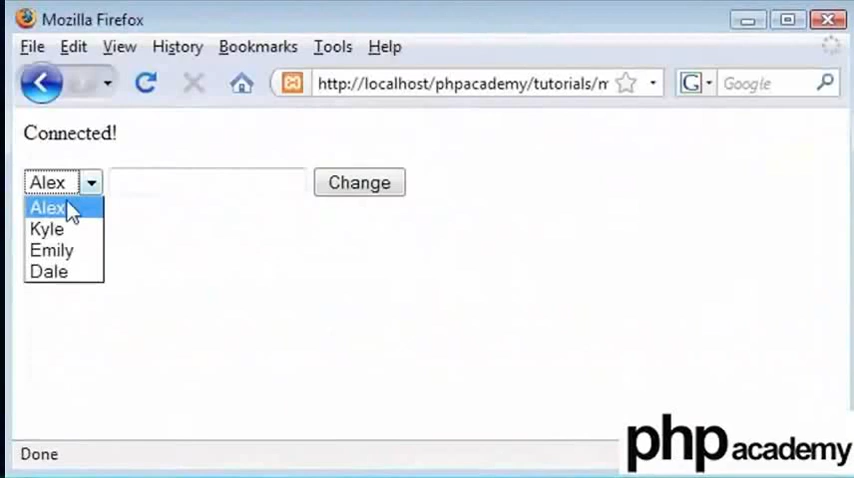 Mozilla Firefox
File Edit View History Bookmarks Tools Help
http://localhost/phpacademy/tutorials/m
G Google
Connected!
Alex Change
Alex
Kyle
Emily
Dale
Done
php academy